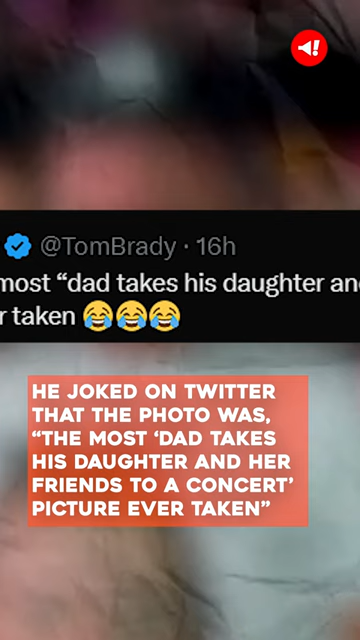 @TomBrady · 16h
most “dad takes his daughter an
r taken 😂😂😂
HE JOKED ON TWITTER
THAT THE PHOTO WAS,
“THE MOST ‘DAD TAKES
HIS DAUGHTER AND HER
FRIENDS TO A CONCERT’
PICTURE EVER TAKEN”